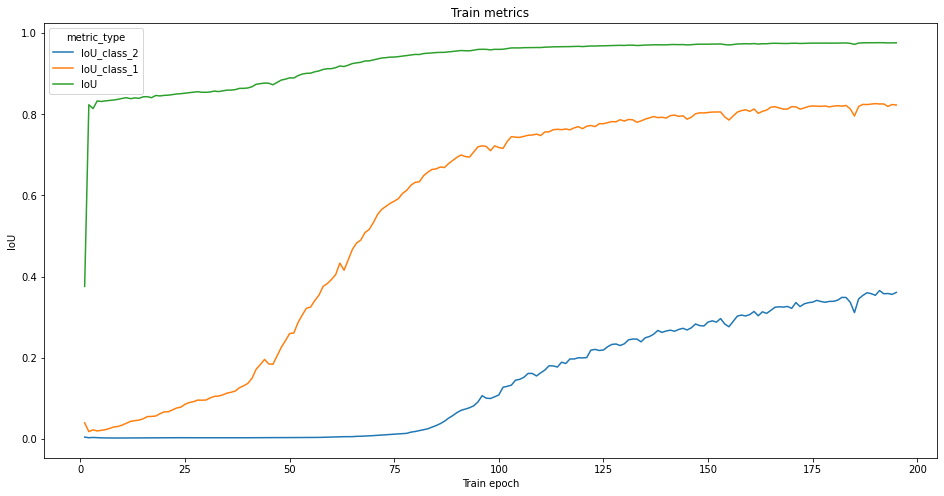 Train metrics
metric_type
IoU_class_2
IoU_class_1
IoU
1.0
0.8
0.6
0.4
0.2
0.0
IoU
0 25 50 75 100 125 150 175 200
Train epoch